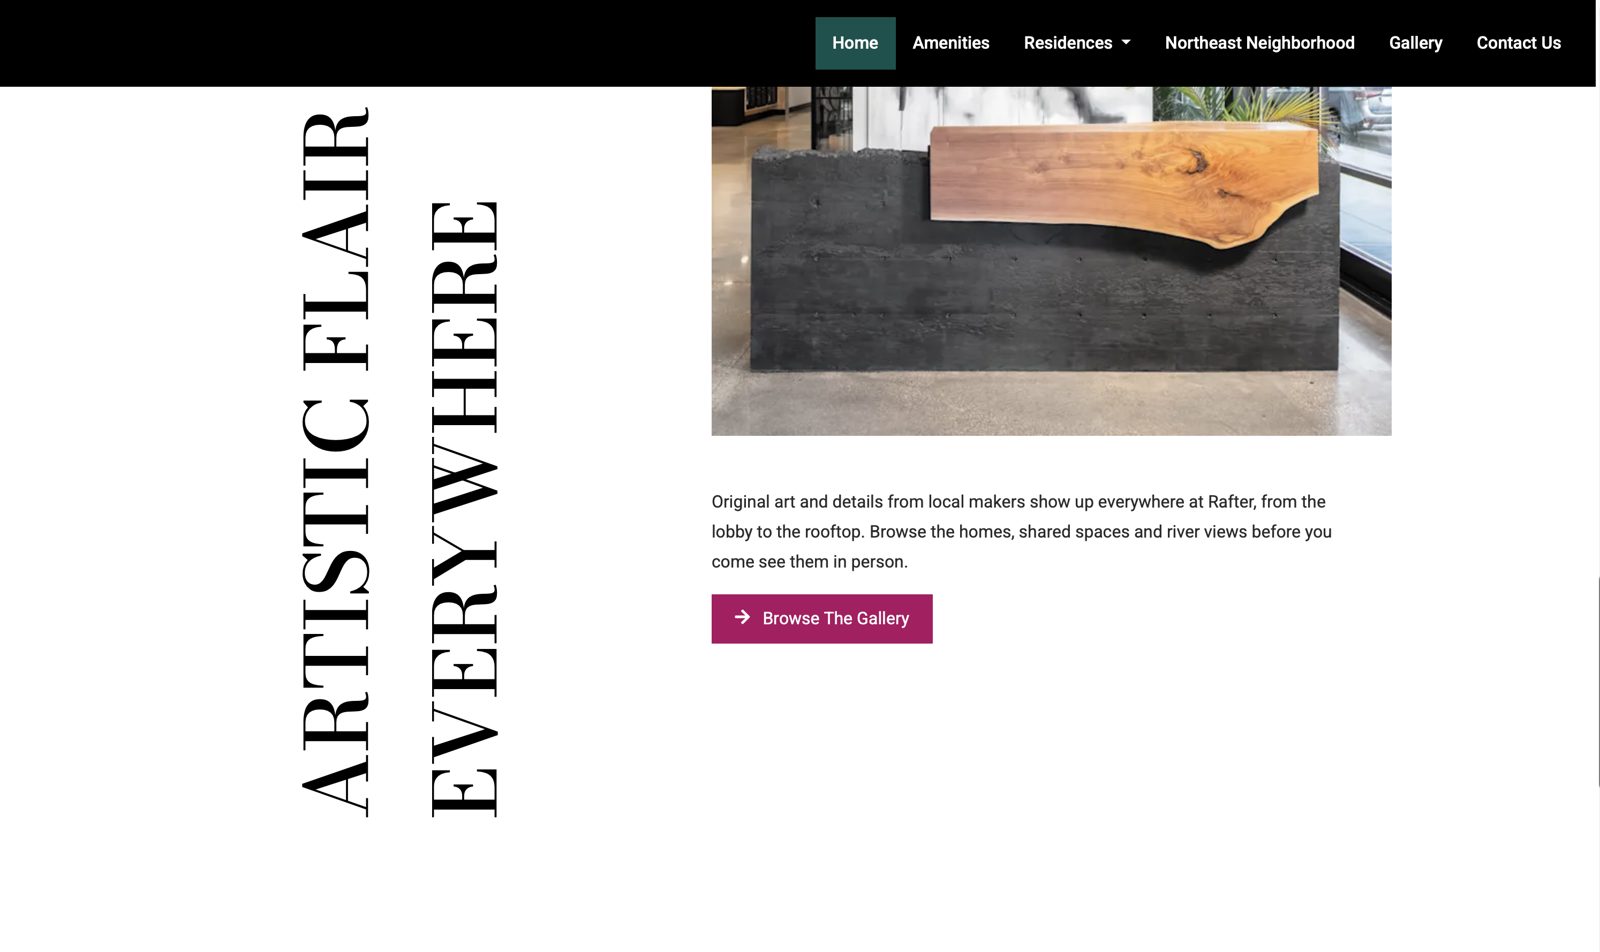 Home Amenities Residences Northeast Neighborhood Gallery Contact Us
ARTISTIC FLAIR
EVERYWHERE
Original art and details from local makers show up everywhere at Rafter, from the
lobby to the rooftop. Browse the homes, shared spaces and river views before you
come see them in person.
Browse The Gallery